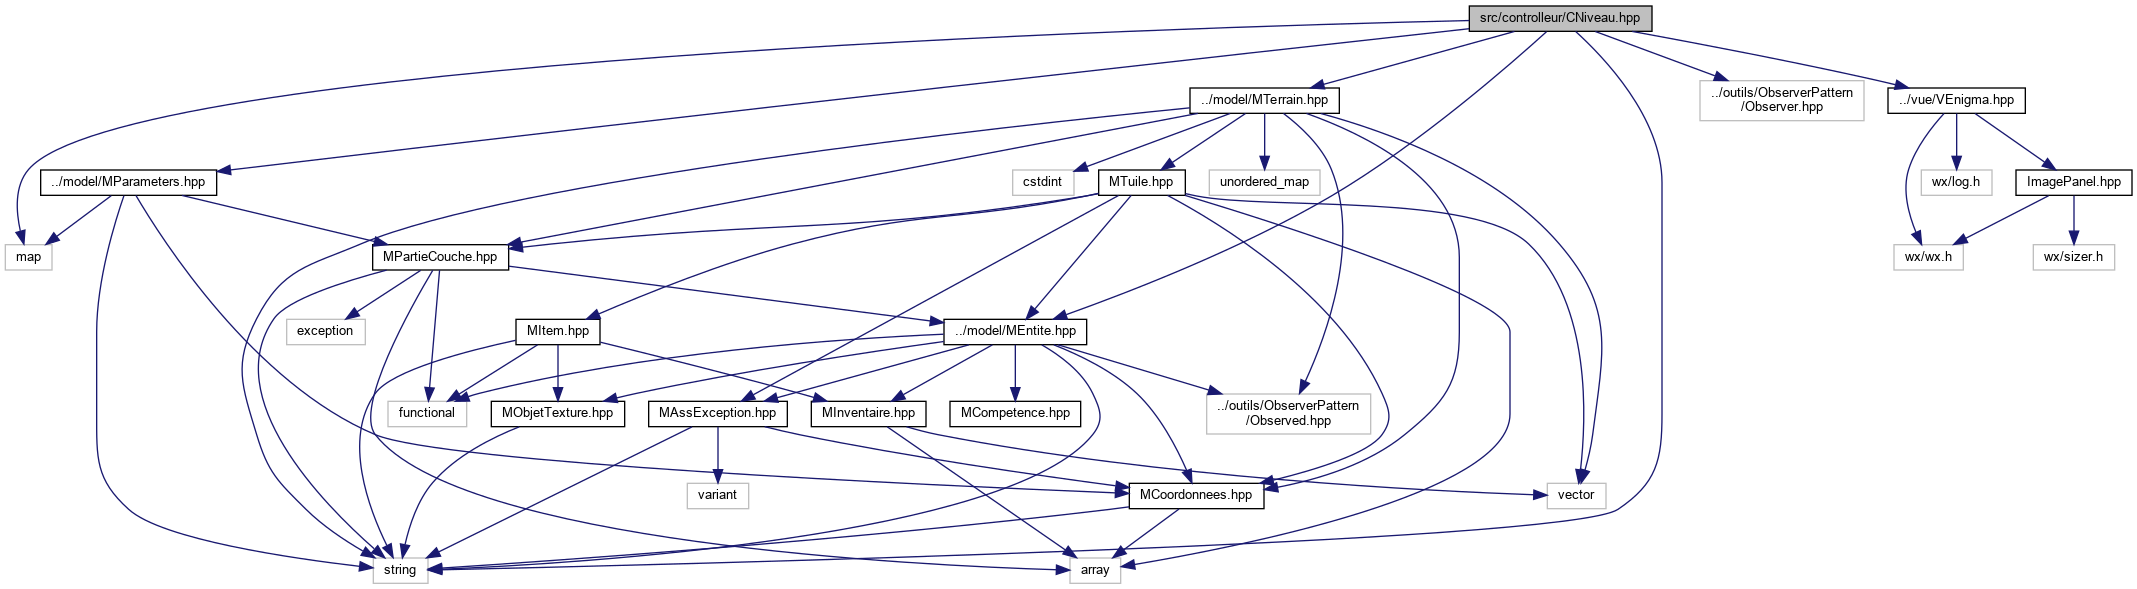 src/controlleur/CNiveau.hpp
../model/MTerrain.hpp
../outils/ObserverPattern
/Observer.hpp
../vue/VEnigma.hpp
../model/MParameters.hpp
cstdint
MTuile.hpp
unordered_map
wx/log.h
ImagePanel.hpp
map
MPartieCouche.hpp
wx/wx.h
wx/sizer.h
exception
MItem.hpp
../model/MEntite.hpp
functional
MObjetTexture.hpp
MAssException.hpp
MInventaire.hpp
MCompetence.hpp
../outils/ObserverPattern
/Observed.hpp
variant
MCoordonnees.hpp
vector
string
array